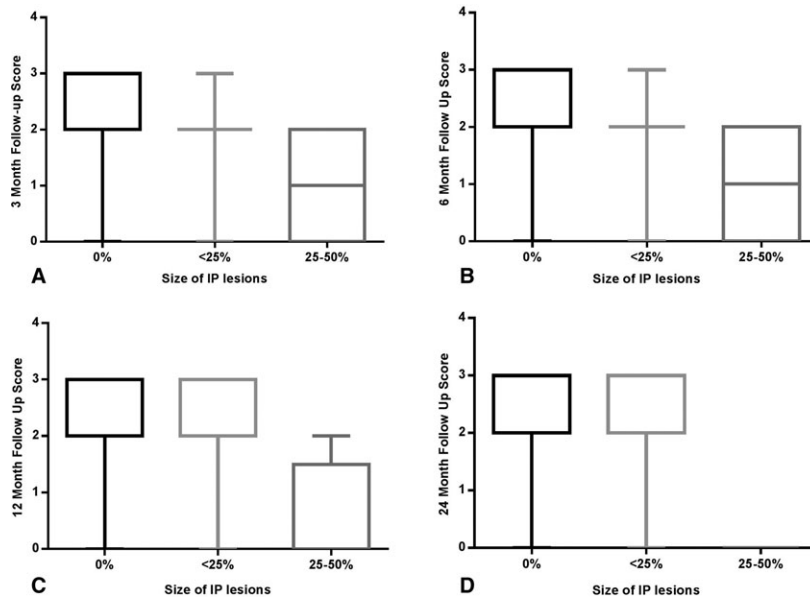 4
3
2
1
0
3 Month Follow-up Score
0%
<25%
25-50%
Size of IP lesions
A
4
3
2
1
0
6 Month Follow Up Score
0%
<25%
25-50%
Size of IP lesions
B
4
3
2
1
0
12 Month Follow Up Score
0%
<25%
25-50%
Size of IP lesions
C
4
3
2
1
0
24 Month Follow Up Score
0%
<25%
25-50%
Size of IP lesions
D